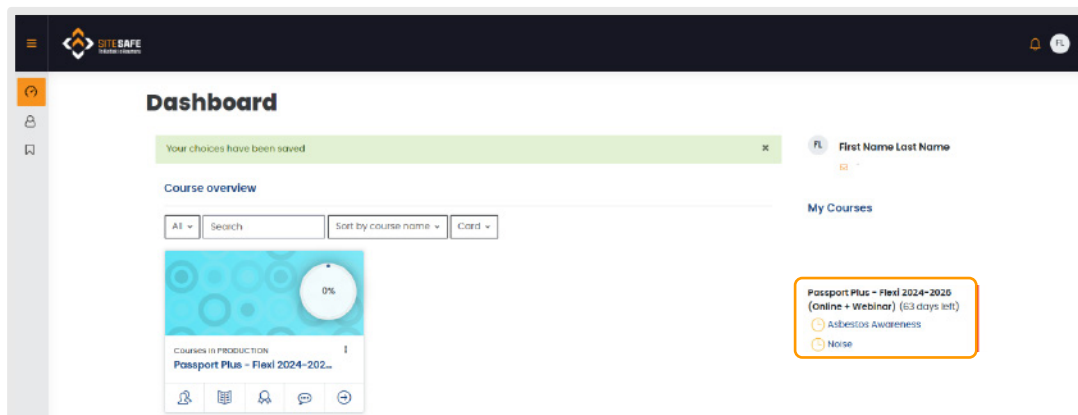 SITESAFE
FL
Dashboard
Your choices have been saved
Course overview
All
Search
Sort by course name
Card
0%
Courses in PRODUCTION
Passport Plus - Flexi 2024-202...
FL
First Name Last Name
My Courses
Passport Plus - Flexi 2024-2026
(Online + Webinar) (63 days left)
Asbestos Awareness
Noise